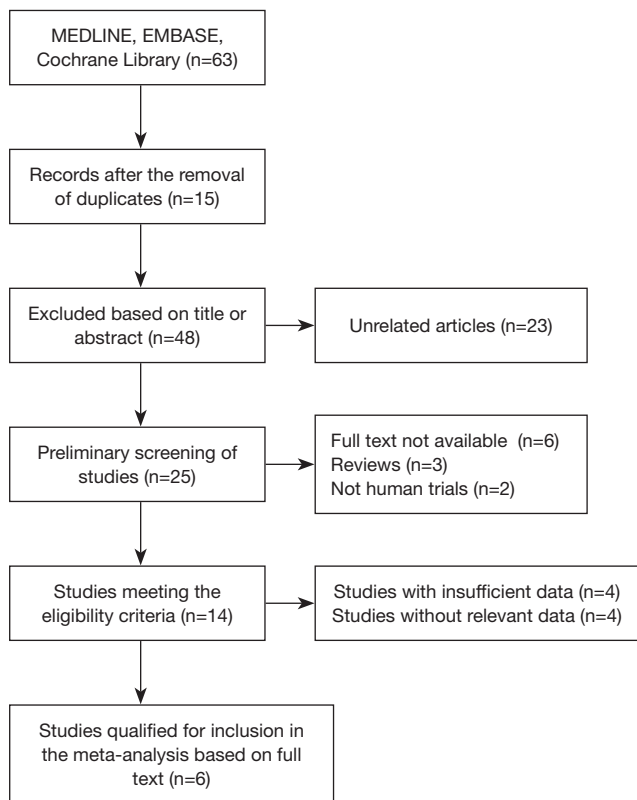 MEDLINE, EMBASE,
Cochrane Library (n=63)
Records after the removal
of duplicates (n=15)
Excluded based on title or
abstract (n=48)
Unrelated articles (n=23)
Preliminary screening of
studies (n=25)
Full text not available (n=6)
Reviews (n=3)
Not human trials (n=2)
Studies meeting the
eligibility criteria (n=14)
Studies with insufficient data (n=4)
Studies without relevant data (n=4)
Studies qualified for inclusion in
the meta-analysis based on full
text (n=6)